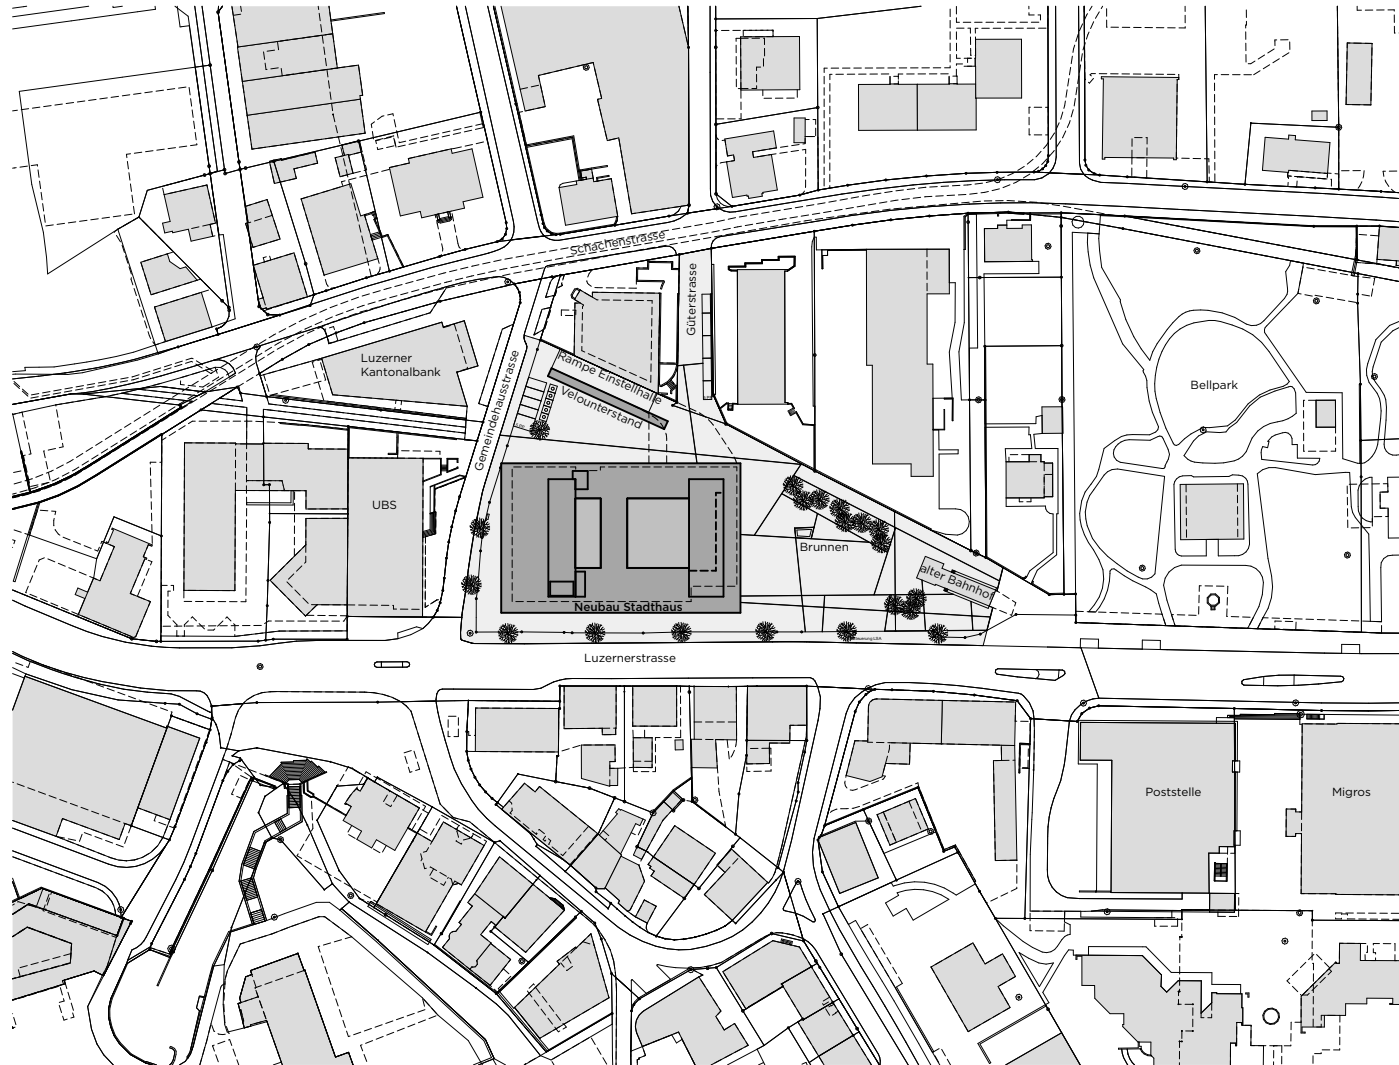 Schachenstrasse
Güterstrasse
Luzerner
Kantonalbank
Gemeindehausstrasse
Rampe Einstellhalle
Velounterstand
Bellpark
UBS
Brunnen
alter Bahnhof
Neubau Stadthaus
Luzernerstrasse
Poststelle
Migros